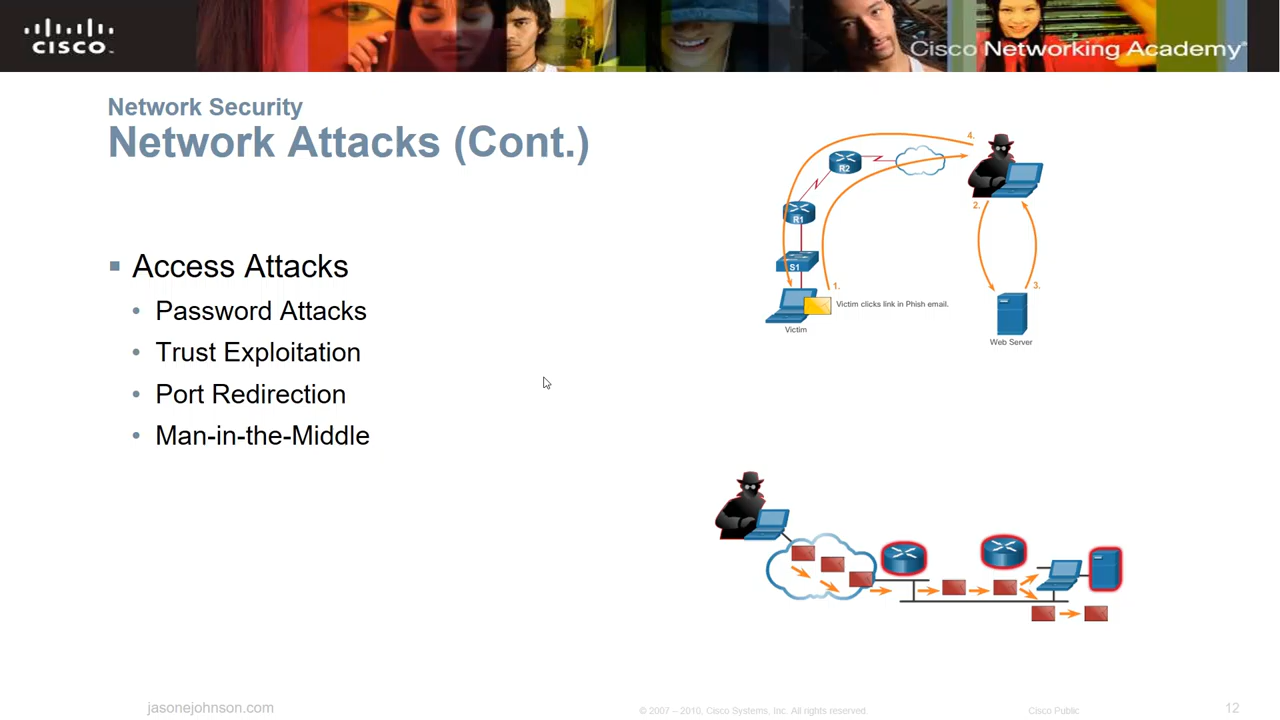 CISCO
Cisco Networking Academy
Network Security
Network Attacks (Cont.)
Access Attacks
Password Attacks
Trust Exploitation
Port Redirection
Man-in-the-Middle
4.
R2
R1
2.
S1
1.
3.
Victim clicks link in Phish email.
Victim
Web Server
jasonejohnson.com
© 2007 – 2010, Cisco Systems, Inc. All rights reserved.
Cisco Public
12